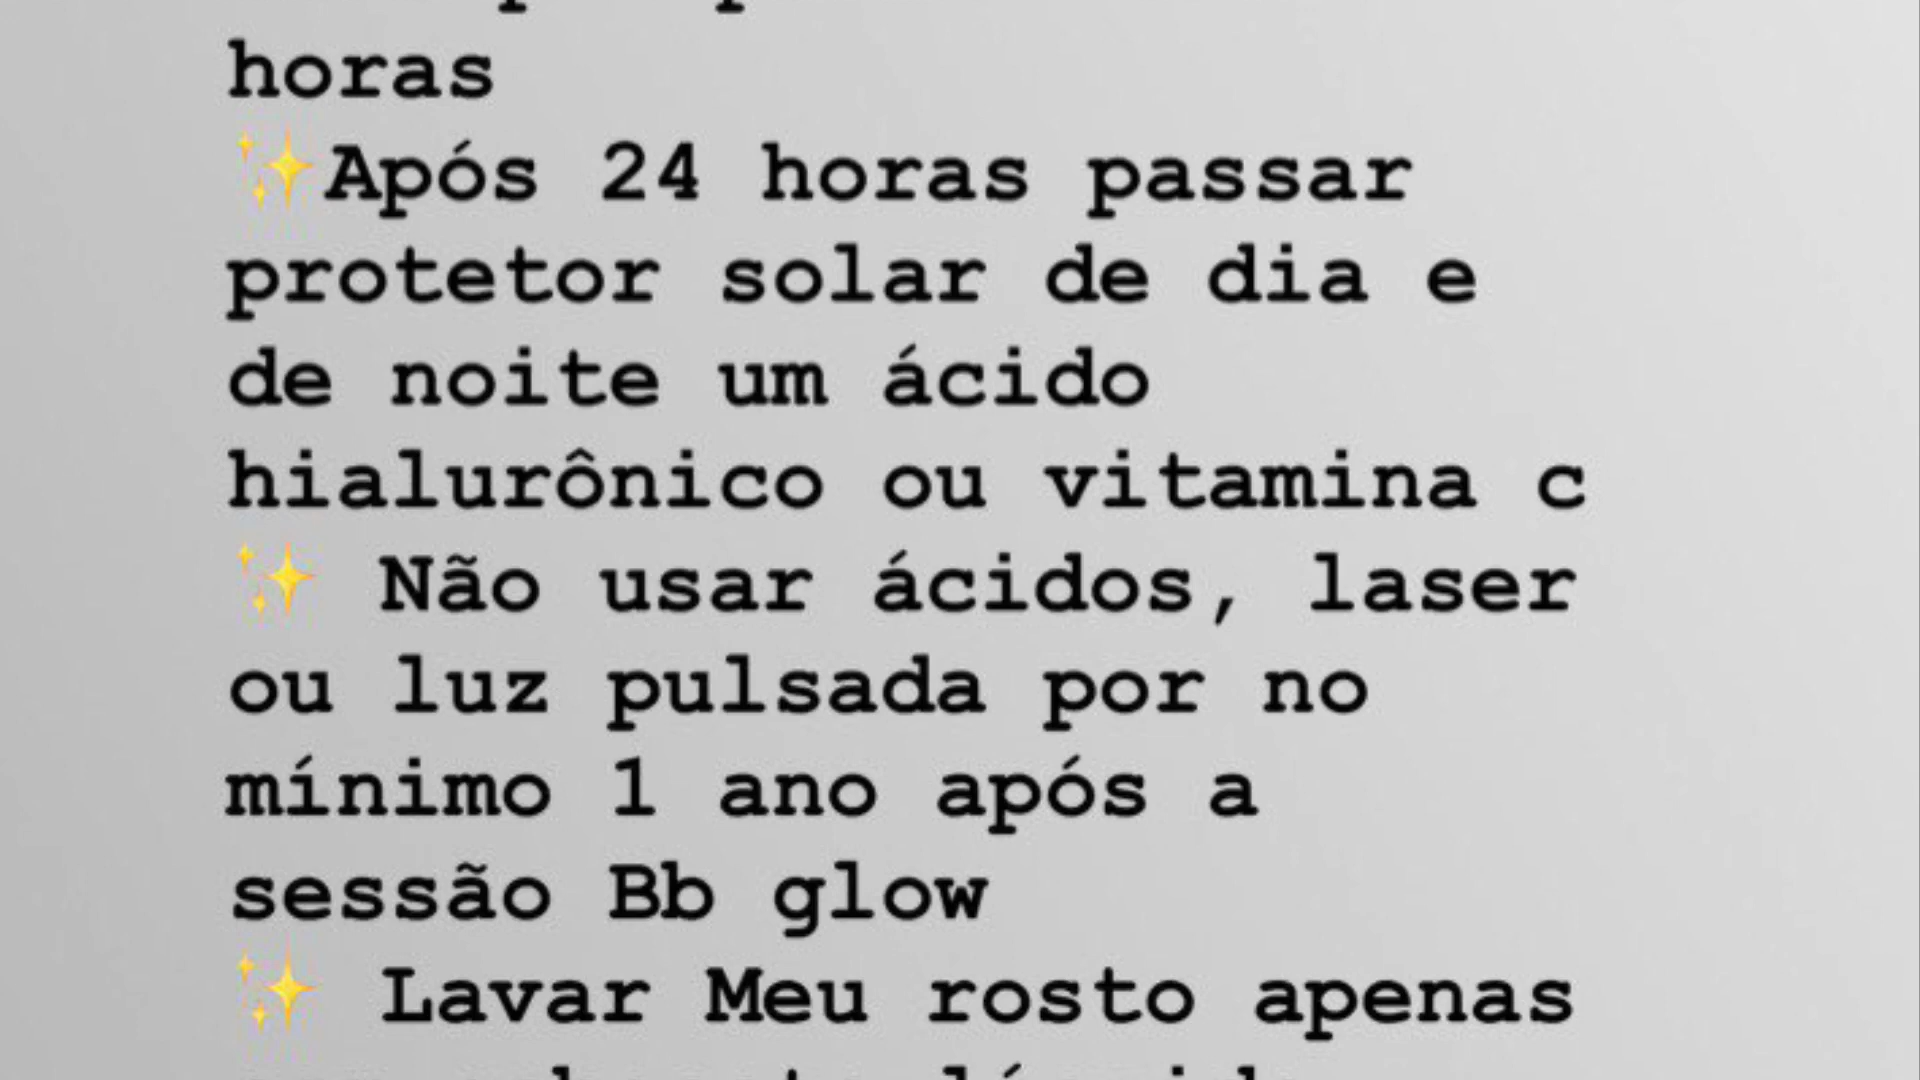 horas
✨Após 24 horas passar
protetor solar de dia e
de noite um ácido
hialurônico ou vitamina c
✨ Não usar ácidos, laser
ou luz pulsada por no
mínimo 1 ano após a
sessão Bb glow
✨ Lavar Meu rosto apenas